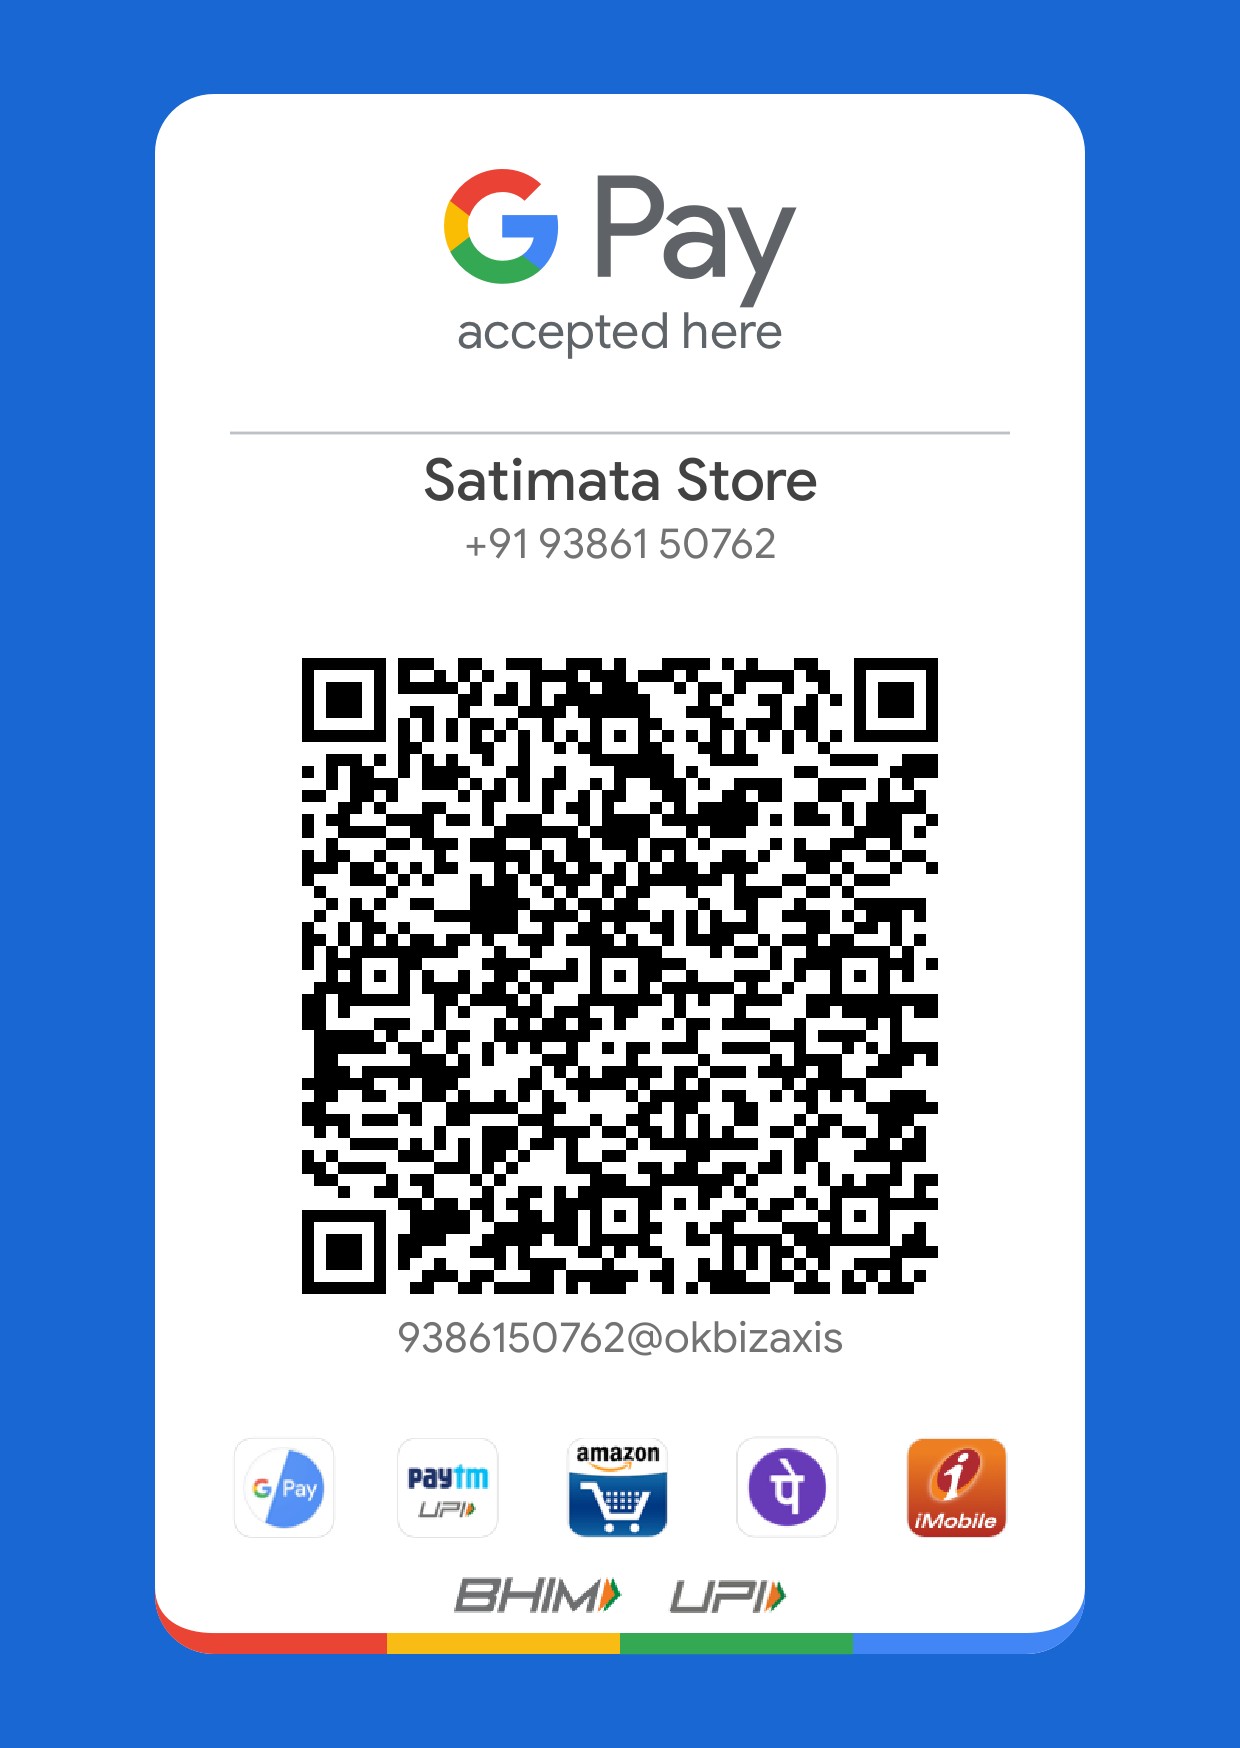 G Pay
accepted here
Satimata Store
+91 93861 50762
9386150762@okbizaxis
G Pay
paytm
UPI
amazon
पे
i
iMobile
BHIM UPI